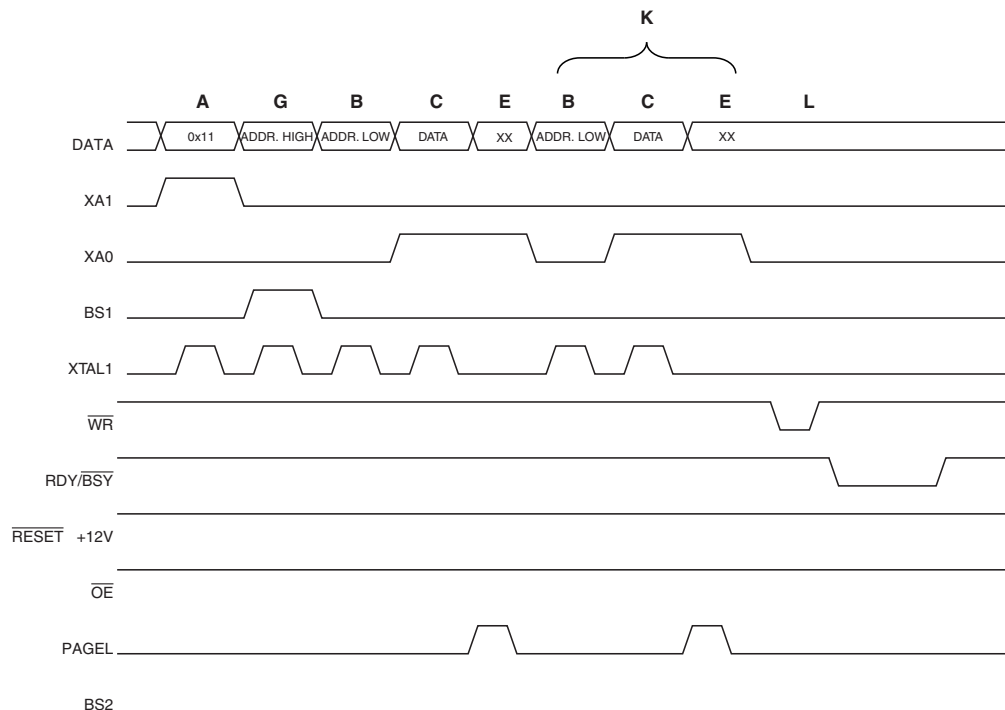 K
A G B C E B C E L
DATA 0x11 ADDR. HIGH ADDR. LOW DATA XX ADDR. LOW DATA XX
XA1
XA0
BS1
XTAL1
WR
RDY/BSY
RESET +12V
OE
PAGEL
BS2